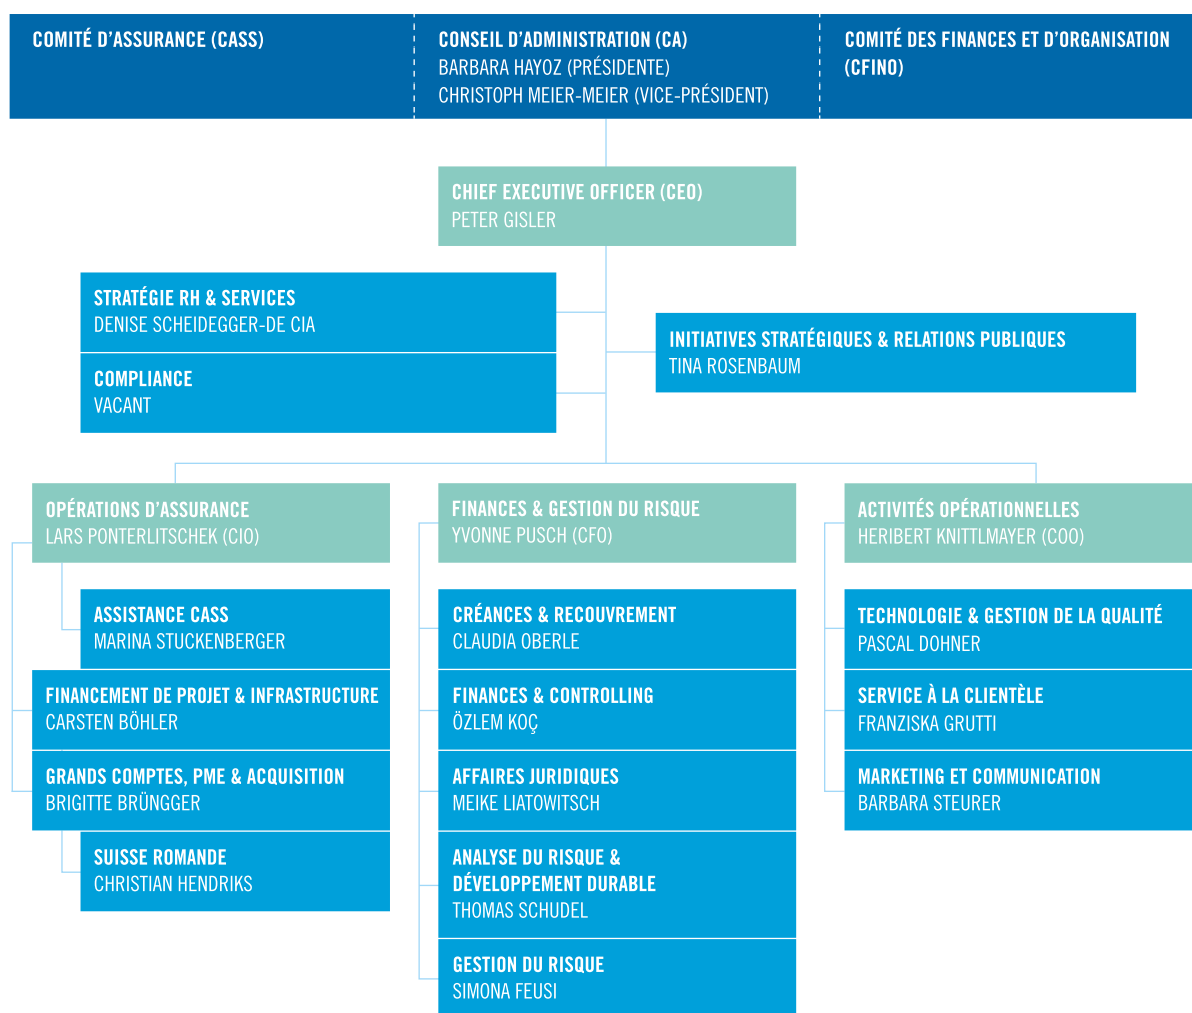 COMITÉ D'ASSURANCE (CASS)
CONSEIL D'ADMINISTRATION (CA)
BARBARA HAYOZ (PRÉSIDENTE)
CHRISTOPH MEIER-MEIER (VICE-PRÉSIDENT)
COMITÉ DES FINANCES ET D'ORGANISATION
(CFINO)
CHIEF EXECUTIVE OFFICER (CEO)
PETER GISLER
STRATÉGIE RH & SERVICES
DENISE SCHEIDEGGER-DE CIA
COMPLIANCE
VACANT
INITIATIVES STRATÉGIQUES & RELATIONS PUBLIQUES
TINA ROSENBAUM
OPÉRATIONS D'ASSURANCE
LARS PONTERLITSCHEK (CIO)
ASSISTANCE CASS
MARINA STUCKENBERGER
FINANCEMENT DE PROJET & INFRASTRUCTURE
CARSTEN BÖHLER
GRANDS COMPTES, PME & ACQUISITION
BRIGITTE BRÜNGGER
SUISSE ROMANDE
CHRISTIAN HENDRIKS
FINANCES & GESTION DU RISQUE
YVONNE PUSCH (CFO)
CRÉANCES & RECOUVREMENT
CLAUDIA OBERLE
FINANCES & CONTROLLING
ÖZLEM KOÇ
AFFAIRES JURIDIQUES
MEIKE LIATOWITSCH
ANALYSE DU RISQUE &
DÉVELOPPEMENT DURABLE
THOMAS SCHUDEL
GESTION DU RISQUE
SIMONA FEUSI
ACTIVITÉS OPÉRATIONNELLES
HERIBERT KNITTLMAYER (COO)
TECHNOLOGIE & GESTION DE LA QUALITÉ
PASCAL DOHNER
SERVICE À LA CLIENTÈLE
FRANZISKA GRUTTI
MARKETING ET COMMUNICATION
BARBARA STEURER